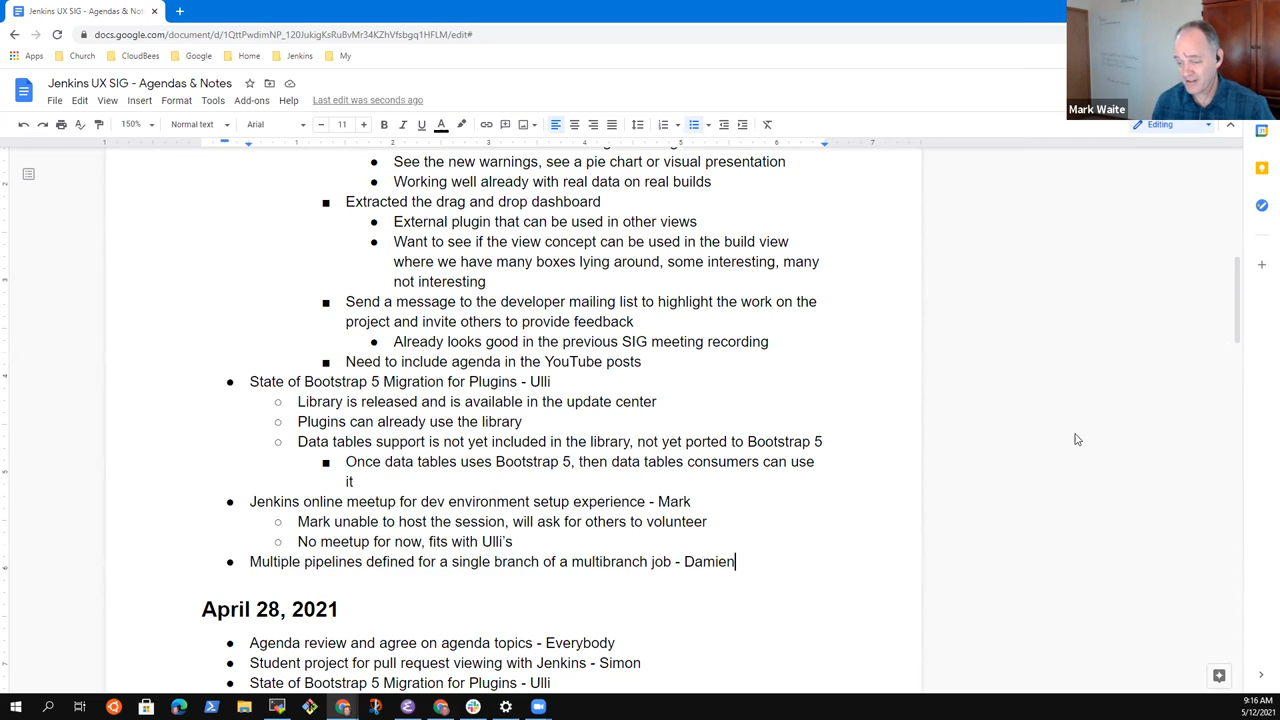 Jenkins UX SIG - Agendas & Not
docs.google.com/document/d/1QttPwdimNP_120JukigKsRuBvMr34KZhVfsbgq1HFLM/edit#
Apps Church CloudBees Google Home Jenkins My
Jenkins UX SIG - Agendas & Notes
File Edit View Insert Format Tools Add-ons Help Last edit was seconds ago
150% Normal text Arial 11 Editing
Mark Waite
1 1 2 3 4 5 6 7
See the new warnings, see a pie chart or visual presentation
Working well already with real data on real builds
Extracted the drag and drop dashboard
External plugin that can be used in other views
Want to see if the view concept can be used in the build view
where we have many boxes lying around, some interesting, many
not interesting
Send a message to the developer mailing list to highlight the work on the
project and invite others to provide feedback
Already looks good in the previous SIG meeting recording
Need to include agenda in the YouTube posts
State of Bootstrap 5 Migration for Plugins - Ulli
Library is released and is available in the update center
Plugins can already use the library
Data tables support is not yet included in the library, not yet ported to Bootstrap 5
Once data tables uses Bootstrap 5, then data tables consumers can use
it
Jenkins online meetup for dev environment setup experience - Mark
Mark unable to host the session, will ask for others to volunteer
No meetup for now, fits with Ulli's
Multiple pipelines defined for a single branch of a multibranch job - Damien
April 28, 2021
Agenda review and agree on agenda topics - Everybody
Student project for pull request viewing with Jenkins - Simon
State of Bootstrap 5 Migration for Plugins - Ulli
9:16 AM
5/12/2021